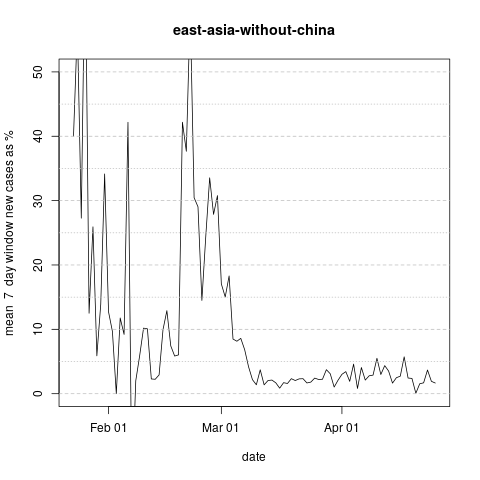 east-asia-without-china
mean 7 day window new cases as %
50
40
30
20
10
0
Feb 01
Mar 01
Apr 01
date